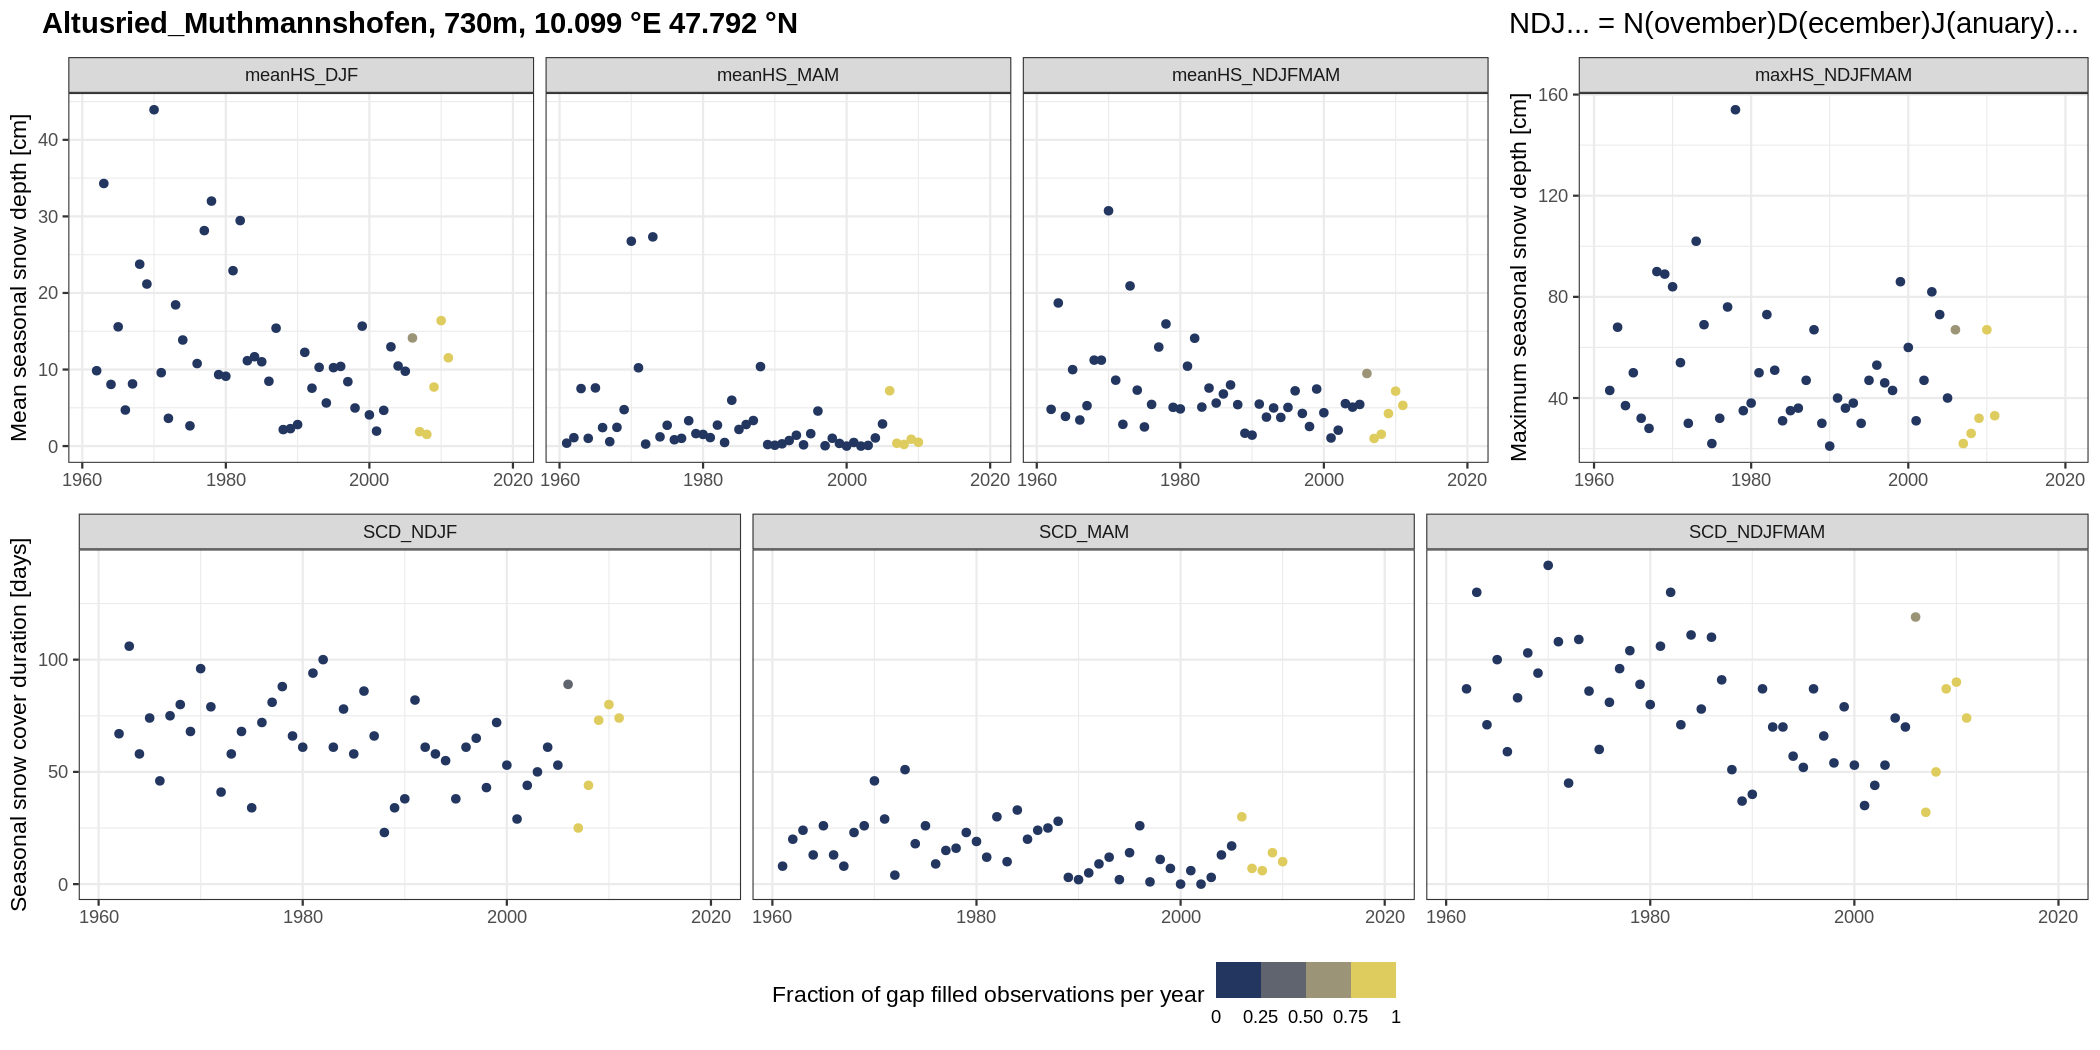 Altusried_Muthmannshofen, 730m, 10.099 °E 47.792 °N
NDJ... = N(ovember)D(ecember)J(anuary)...
meanHS_DJF
meanHS_MAM
meanHS_NDJFMAM
maxHS_NDJFMAM
Mean seasonal snow depth [cm]
40
30
20
10
0
1960 1980 2000 2020
1960 1980 2000 2020
1960 1980 2000 2020
Maximum seasonal snow depth [cm]
160
120
80
40
1960 1980 2000 2020
SCD_NDJF
SCD_MAM
SCD_NDJFMAM
Seasonal snow cover duration [days]
100
50
0
1960 1980 2000 2020
1960 1980 2000 2020
1960 1980 2000 2020
Fraction of gap filled observations per year
0 0.25 0.50 0.75 1